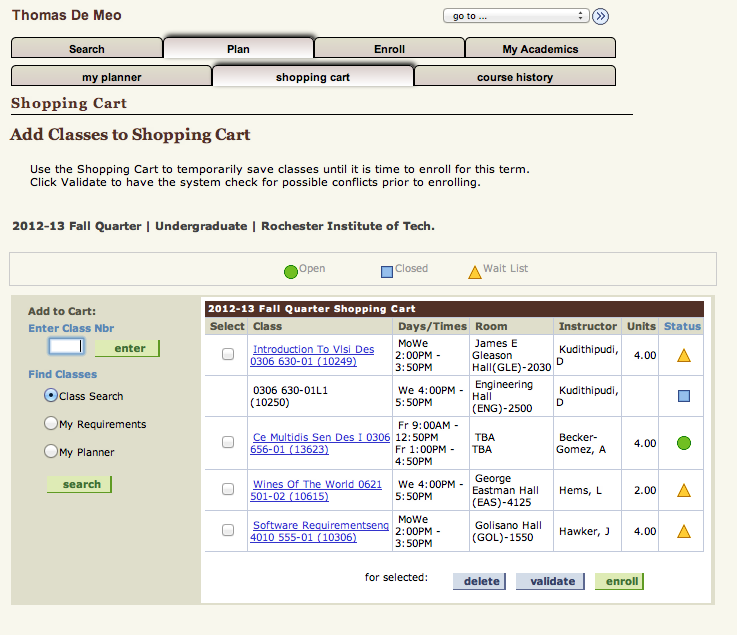 Thomas De Meo
go to ...
Search Plan Enroll My Academics
my planner shopping cart course history
Shopping Cart
Add Classes to Shopping Cart
Use the Shopping Cart to temporarily save classes until it is time to enroll for this term.
Click Validate to have the system check for possible conflicts prior to enrolling.
2012-13 Fall Quarter | Undergraduate | Rochester Institute of Tech.
Open Closed Wait List
Add to Cart:
Enter Class Nbr
enter
Find Classes
Class Search
My Requirements
My Planner
search
2012-13 Fall Quarter Shopping Cart
Select Class Days/Times Room Instructor Units Status
Introduction To Vlsi Des
0306 630-01 (10249)
MoWe
2:00PM -
3:50PM
James E
Gleason
Hall(GLE)-2030
Kudithipudi,
D
4.00
0306 630-01L1
(10250)
We 4:00PM -
5:50PM
Engineering
Hall
(ENG)-2500
Kudithipudi,
D
Ce Multidis Sen Des I 0306
656-01 (13623)
Fr 9:00AM -
12:50PM
Fr 1:00PM -
4:50PM
TBA
TBA
Becker-
Gomez, A
4.00
Wines Of The World 0621
501-02 (10615)
We 4:00PM -
5:50PM
George
Eastman Hall
(EAS)-4125
Hems, L
2.00
Software Requirementseng
4010 555-01 (10306)
MoWe
2:00PM -
3:50PM
Golisano Hall
(GOL)-1550
Hawker, J
4.00
for selected: delete validate enroll